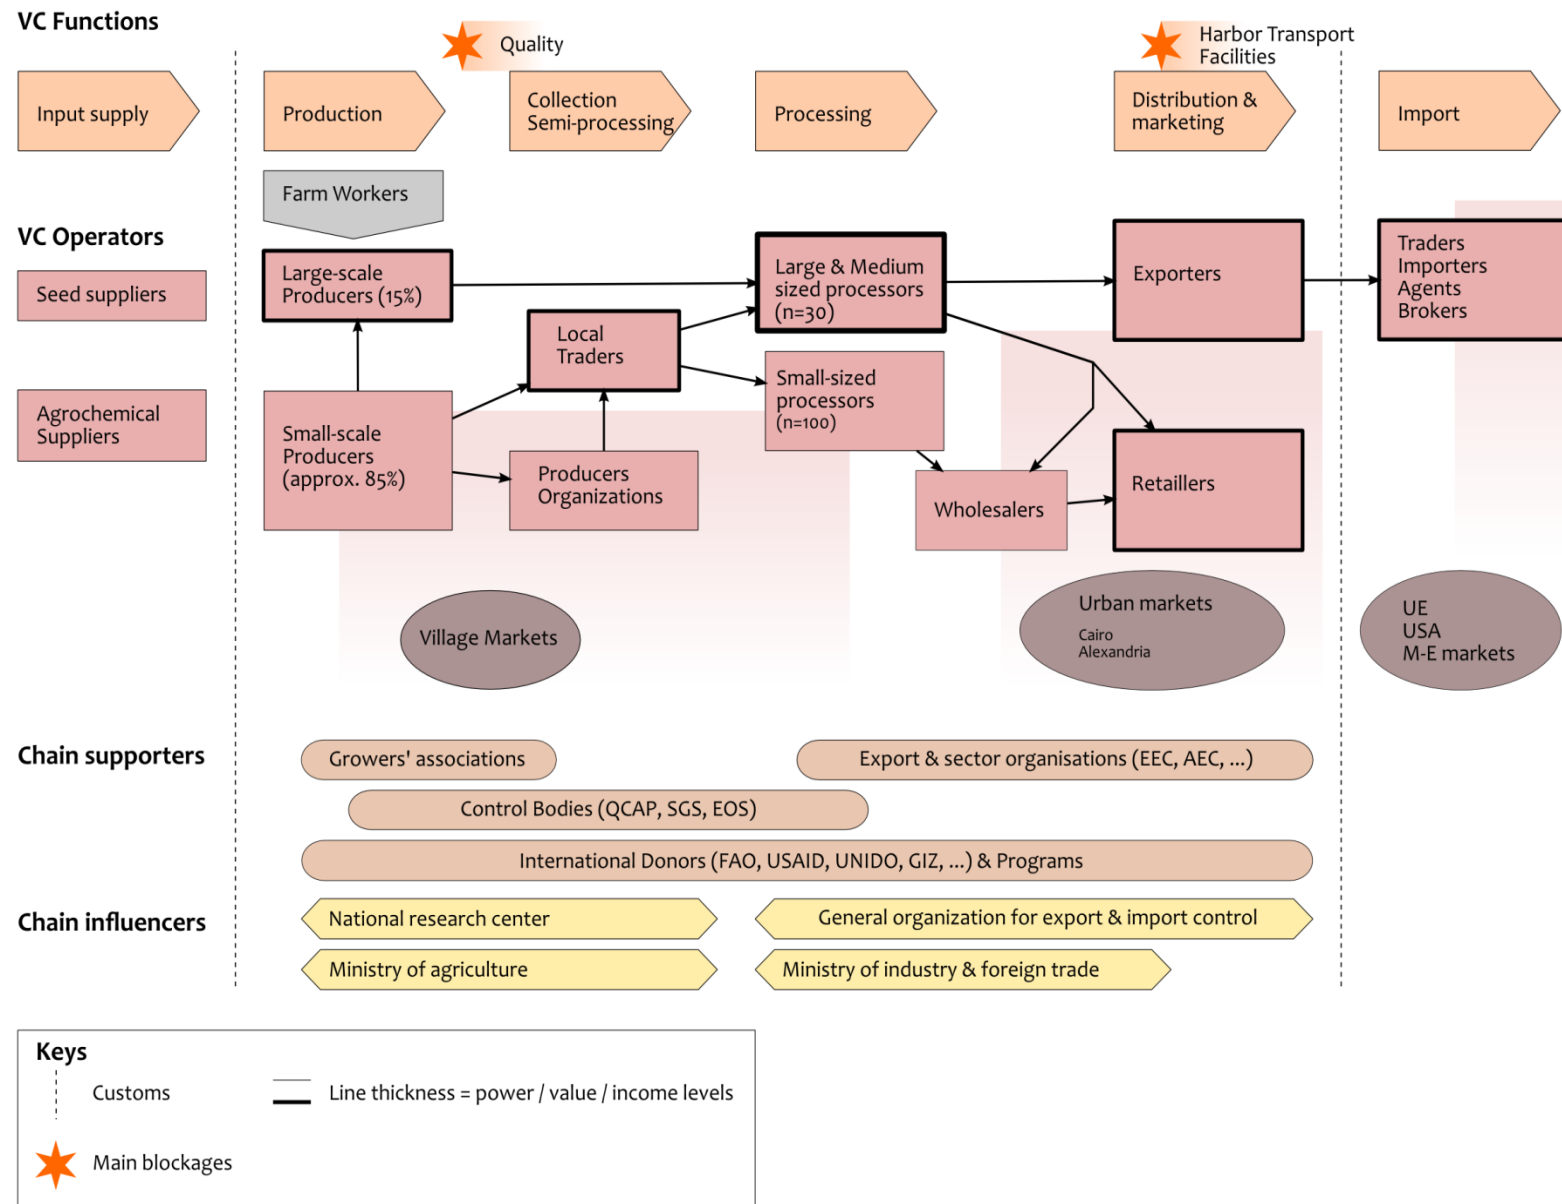 VC Functions
Quality
Harbor Transport
Facilities
Input supply
Production
Collection
Semi-processing
Processing
Distribution &
marketing
Import
Farm Workers
VC Operators
Seed suppliers
Agrochemical
Suppliers
Large-scale
Producers (15%)
Small-scale
Producers
(approx. 85%)
Local
Traders
Producers
Organizations
Large & Medium
sized processors
(n=30)
Small-sized
processors
(n=100)
Wholesalers
Exporters
Retaillers
Traders
Importers
Agents
Brokers
Village Markets
Urban markets
Cairo
Alexandria
UE
USA
M-E markets
Chain supporters
Growers' associations
Export & sector organisations (EEC, AEC, ...)
Control Bodies (QCAP, SGS, EOS)
International Donors (FAO, USAID, UNIDO, GIZ, ...) & Programs
Chain influencers
National research center
General organization for export & import control
Ministry of agriculture
Ministry of industry & foreign trade
Keys
Customs
Line thickness = power / value / income levels
Main blockages